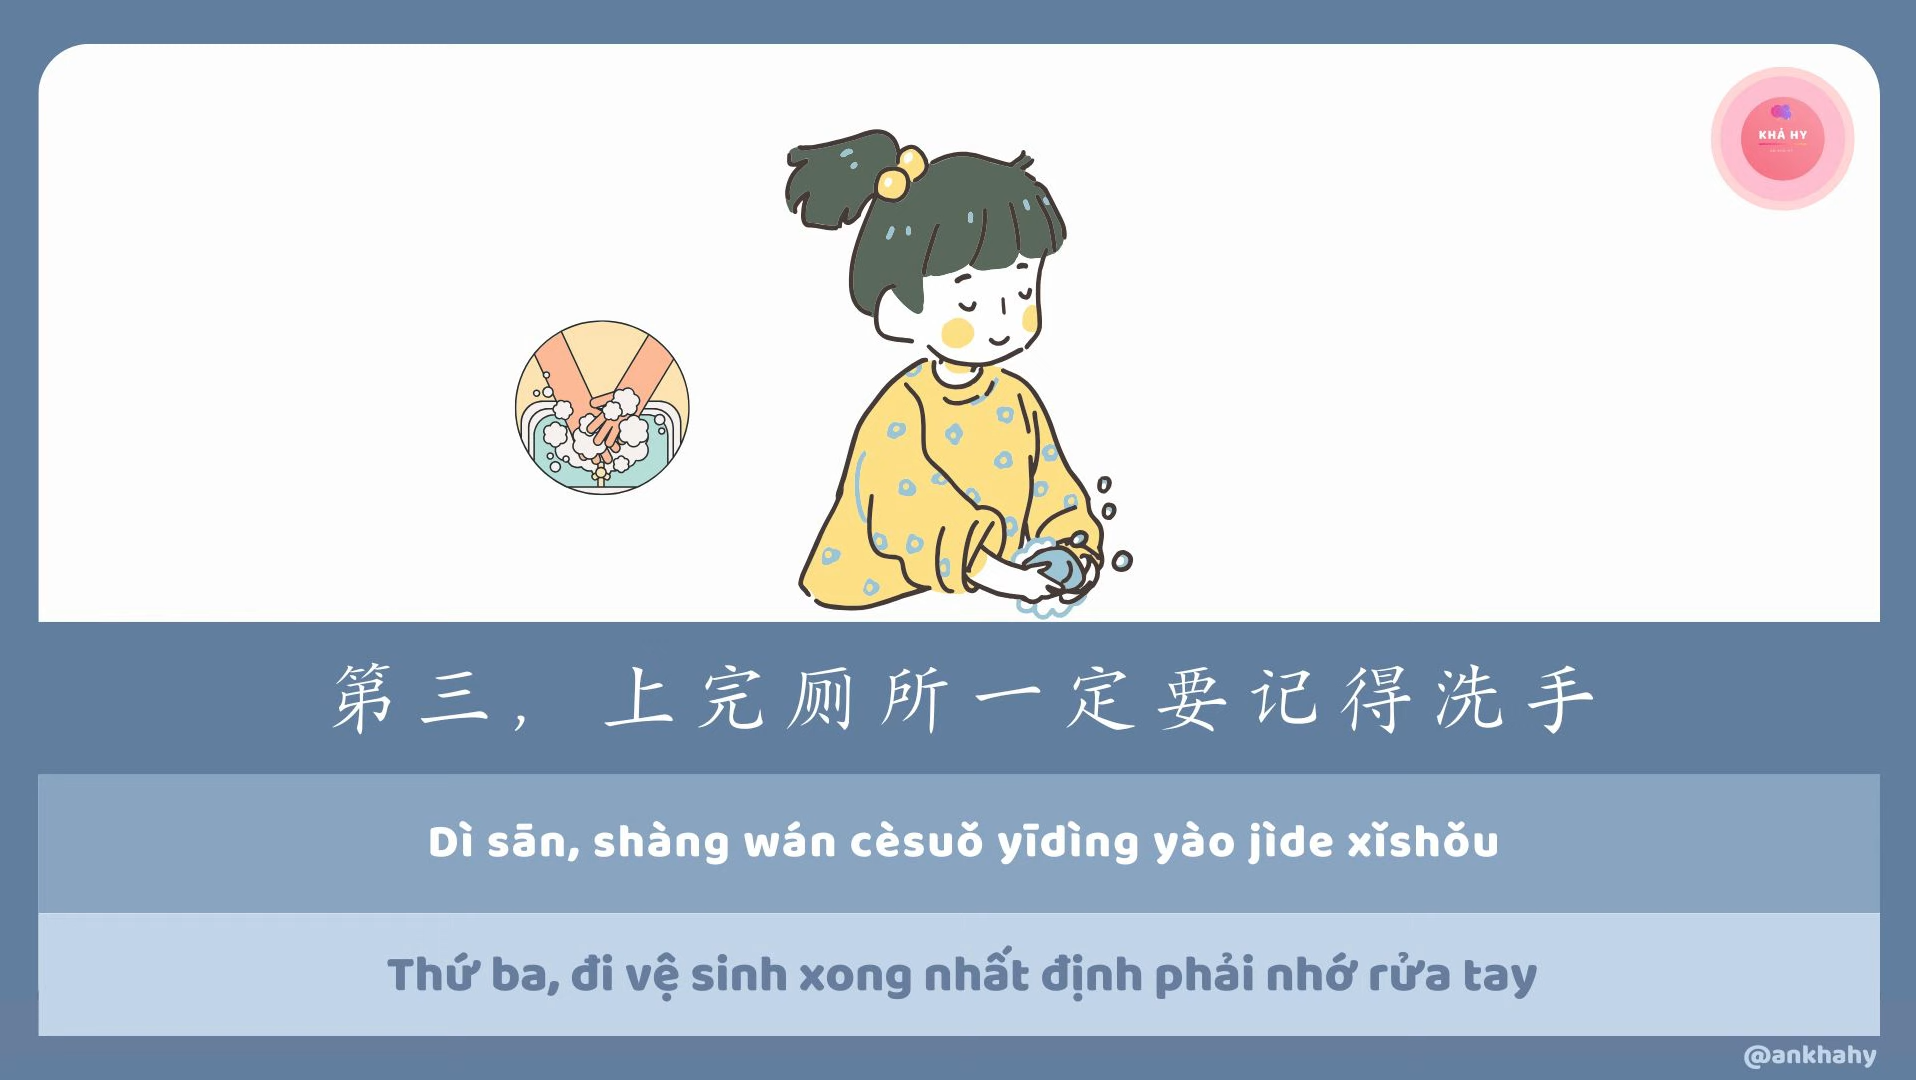 KHẢ HY
第三，上完厕所一定要记得洗手
Dì sān, shàng wán cèsuǒ yīdìng yào jìde xǐshǒu
Thứ ba, đi vệ sinh xong nhất định phải nhớ rửa tay
@ankhahy